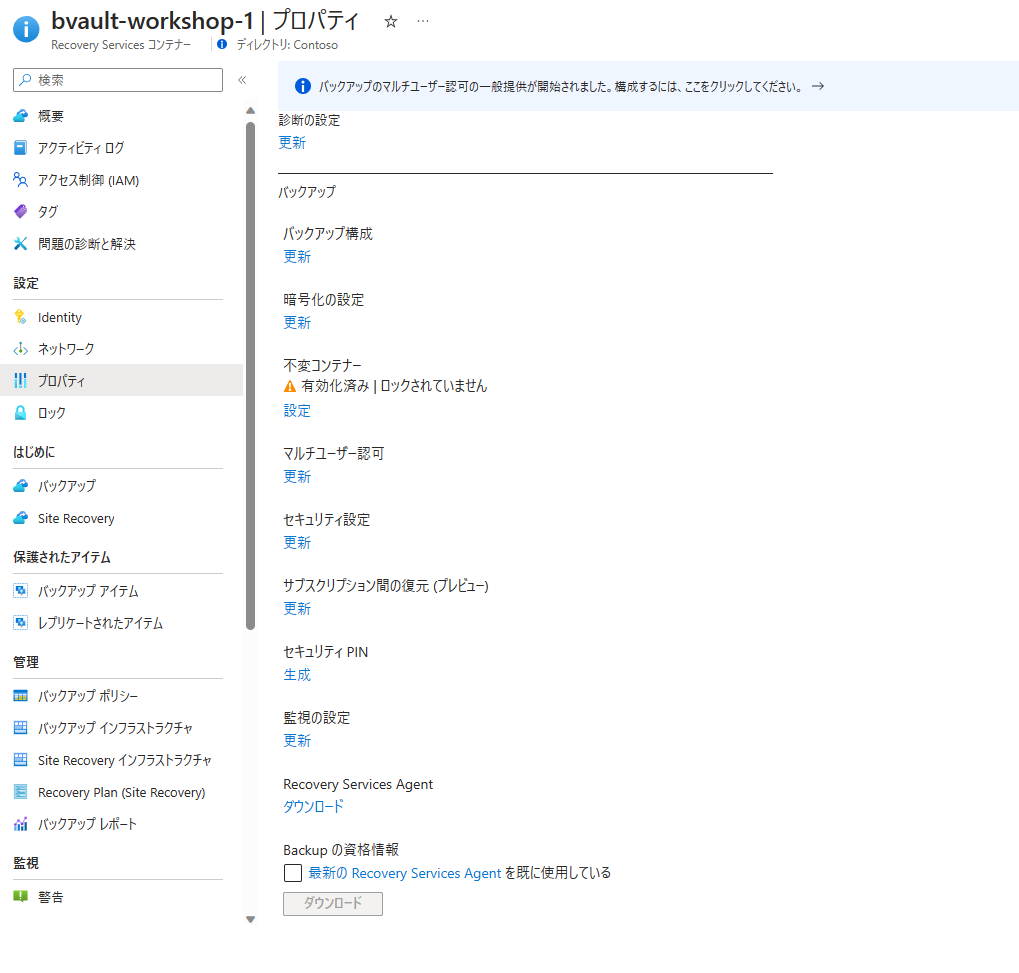 bvault-workshop-1 | プロパティ ☆ …
Recovery Services コンテナー ディレクトリ: Contoso
検索
«
概要
アクティビティ ログ
アクセス制御 (IAM)
タグ
問題の診断と解決
設定
Identity
ネットワーク
プロパティ
ロック
はじめに
バックアップ
Site Recovery
保護されたアイテム
バックアップ アイテム
レプリケートされたアイテム
管理
バックアップ ポリシー
バックアップ インフラストラクチャ
Site Recovery インフラストラクチャ
Recovery Plan (Site Recovery)
バックアップ レポート
監視
警告
バックアップのマルチユーザー認可の一般提供が開始されました。構成するには、ここをクリックしてください。 →
診断の設定
更新
バックアップ
バックアップ構成
更新
暗号化の設定
更新
不変コンテナー
有効化済み | ロックされていません
設定
マルチユーザー認可
更新
セキュリティ設定
更新
サブスクリプション間の復元 (プレビュー)
更新
セキュリティ PIN
生成
監視の設定
更新
Recovery Services Agent
ダウンロード
Backup の資格情報
最新の Recovery Services Agent を既に使用している
ダウンロード